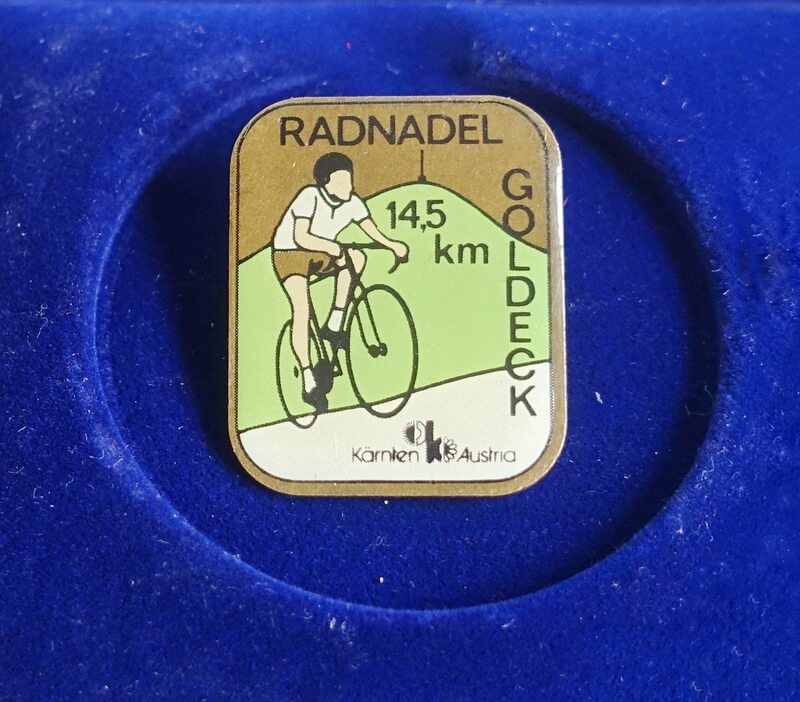 RADNADEL
GOLDECK
14,5
km
Kärnten k Austria